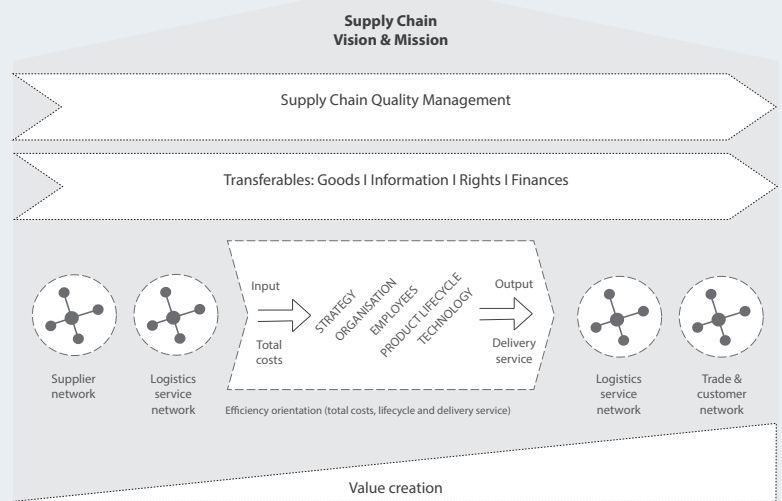 Supply Chain
Vision & Mission
Supply Chain Quality Management
Transferables: Goods I Information I Rights I Finances
Input
Total
costs
STRATEGY
ORGANISATION
EMPLOYEES
PRODUCT LIFECYCLE
TECHNOLOGY
Output
Delivery
service
Supplier
network
Logistics
service
network
Efficiency orientation (total costs, lifecycle and delivery service)
Logistics
service
network
Trade &
customer
network
Value creation